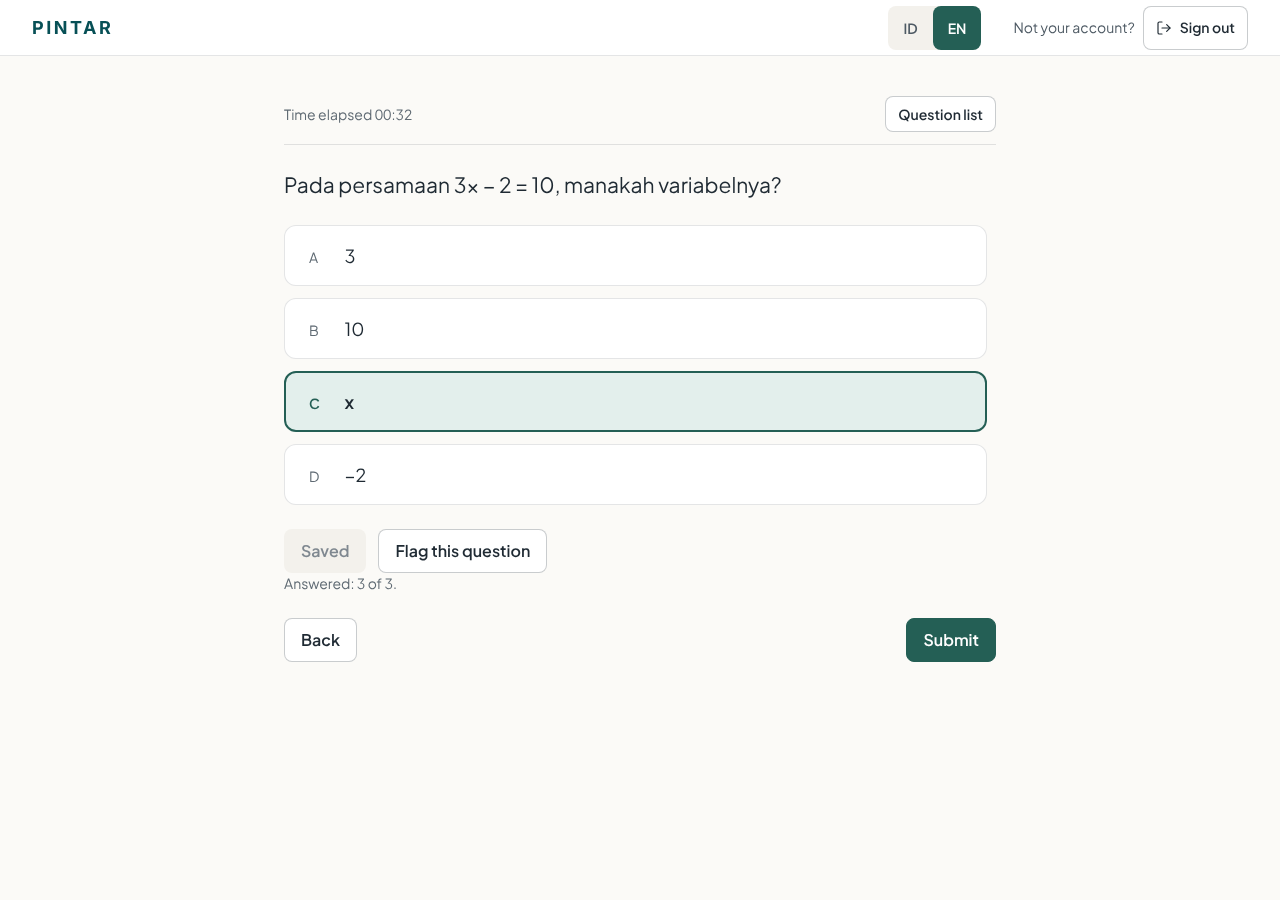 PINTAR
ID EN Not your account? Sign out
Time elapsed 00:32 Question list
Pada persamaan 3x − 2 = 10, manakah variabelnya?
A 3
B 10
C x
D −2
Saved Flag this question
Answered: 3 of 3.
Back Submit